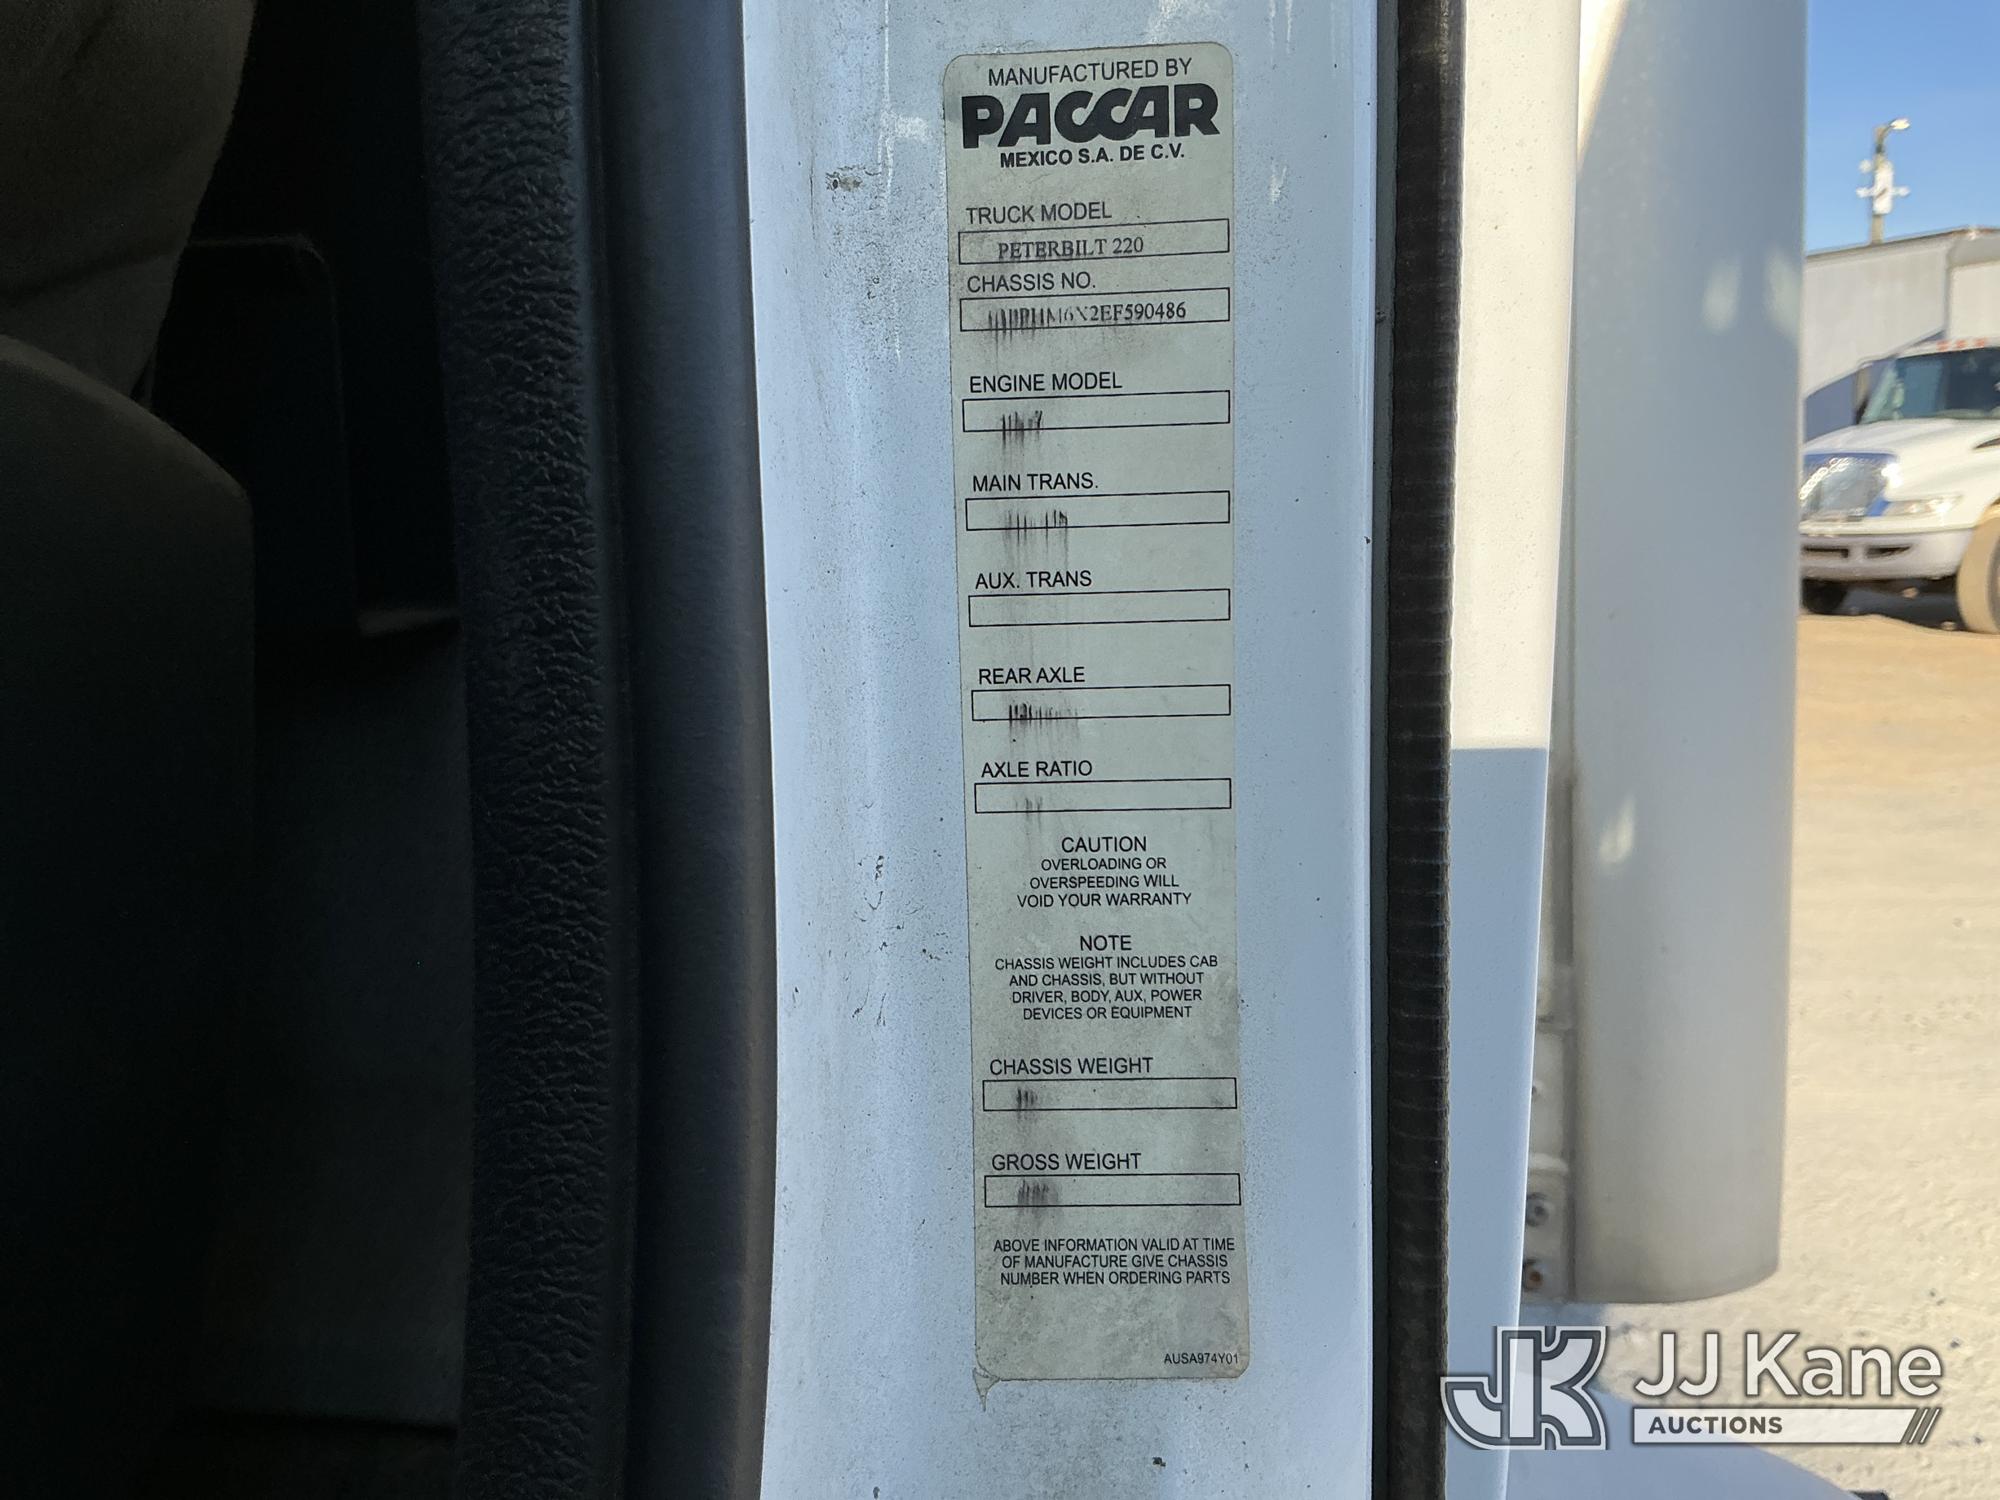 MANUFACTURED BY
PACCAR
MEXICO S.A. DE C.V.
TRUCK MODEL
PETERBILT 220
CHASSIS NO.
ENGINE MODEL
MAIN TRANS.
AUX. TRANS
REAR AXLE
AXLE RATIO
CAUTION
OVERLOADING OR
OVERSPEEDING WILL
VOID YOUR WARRANTY
NOTE
CHASSIS WEIGHT INCLUDES CAB
AND CHASSIS, BUT WITHOUT
DRIVER, BODY, AUX, POWER
DEVICES OR EQUIPMENT
CHASSIS WEIGHT
GROSS WEIGHT
ABOVE INFORMATION VALID AT TIME
OF MANUFACTURE GIVE CHASSIS
NUMBER WHEN ORDERING PARTS
AUSA974Y01
JK JJ Kane
AUCTIONS